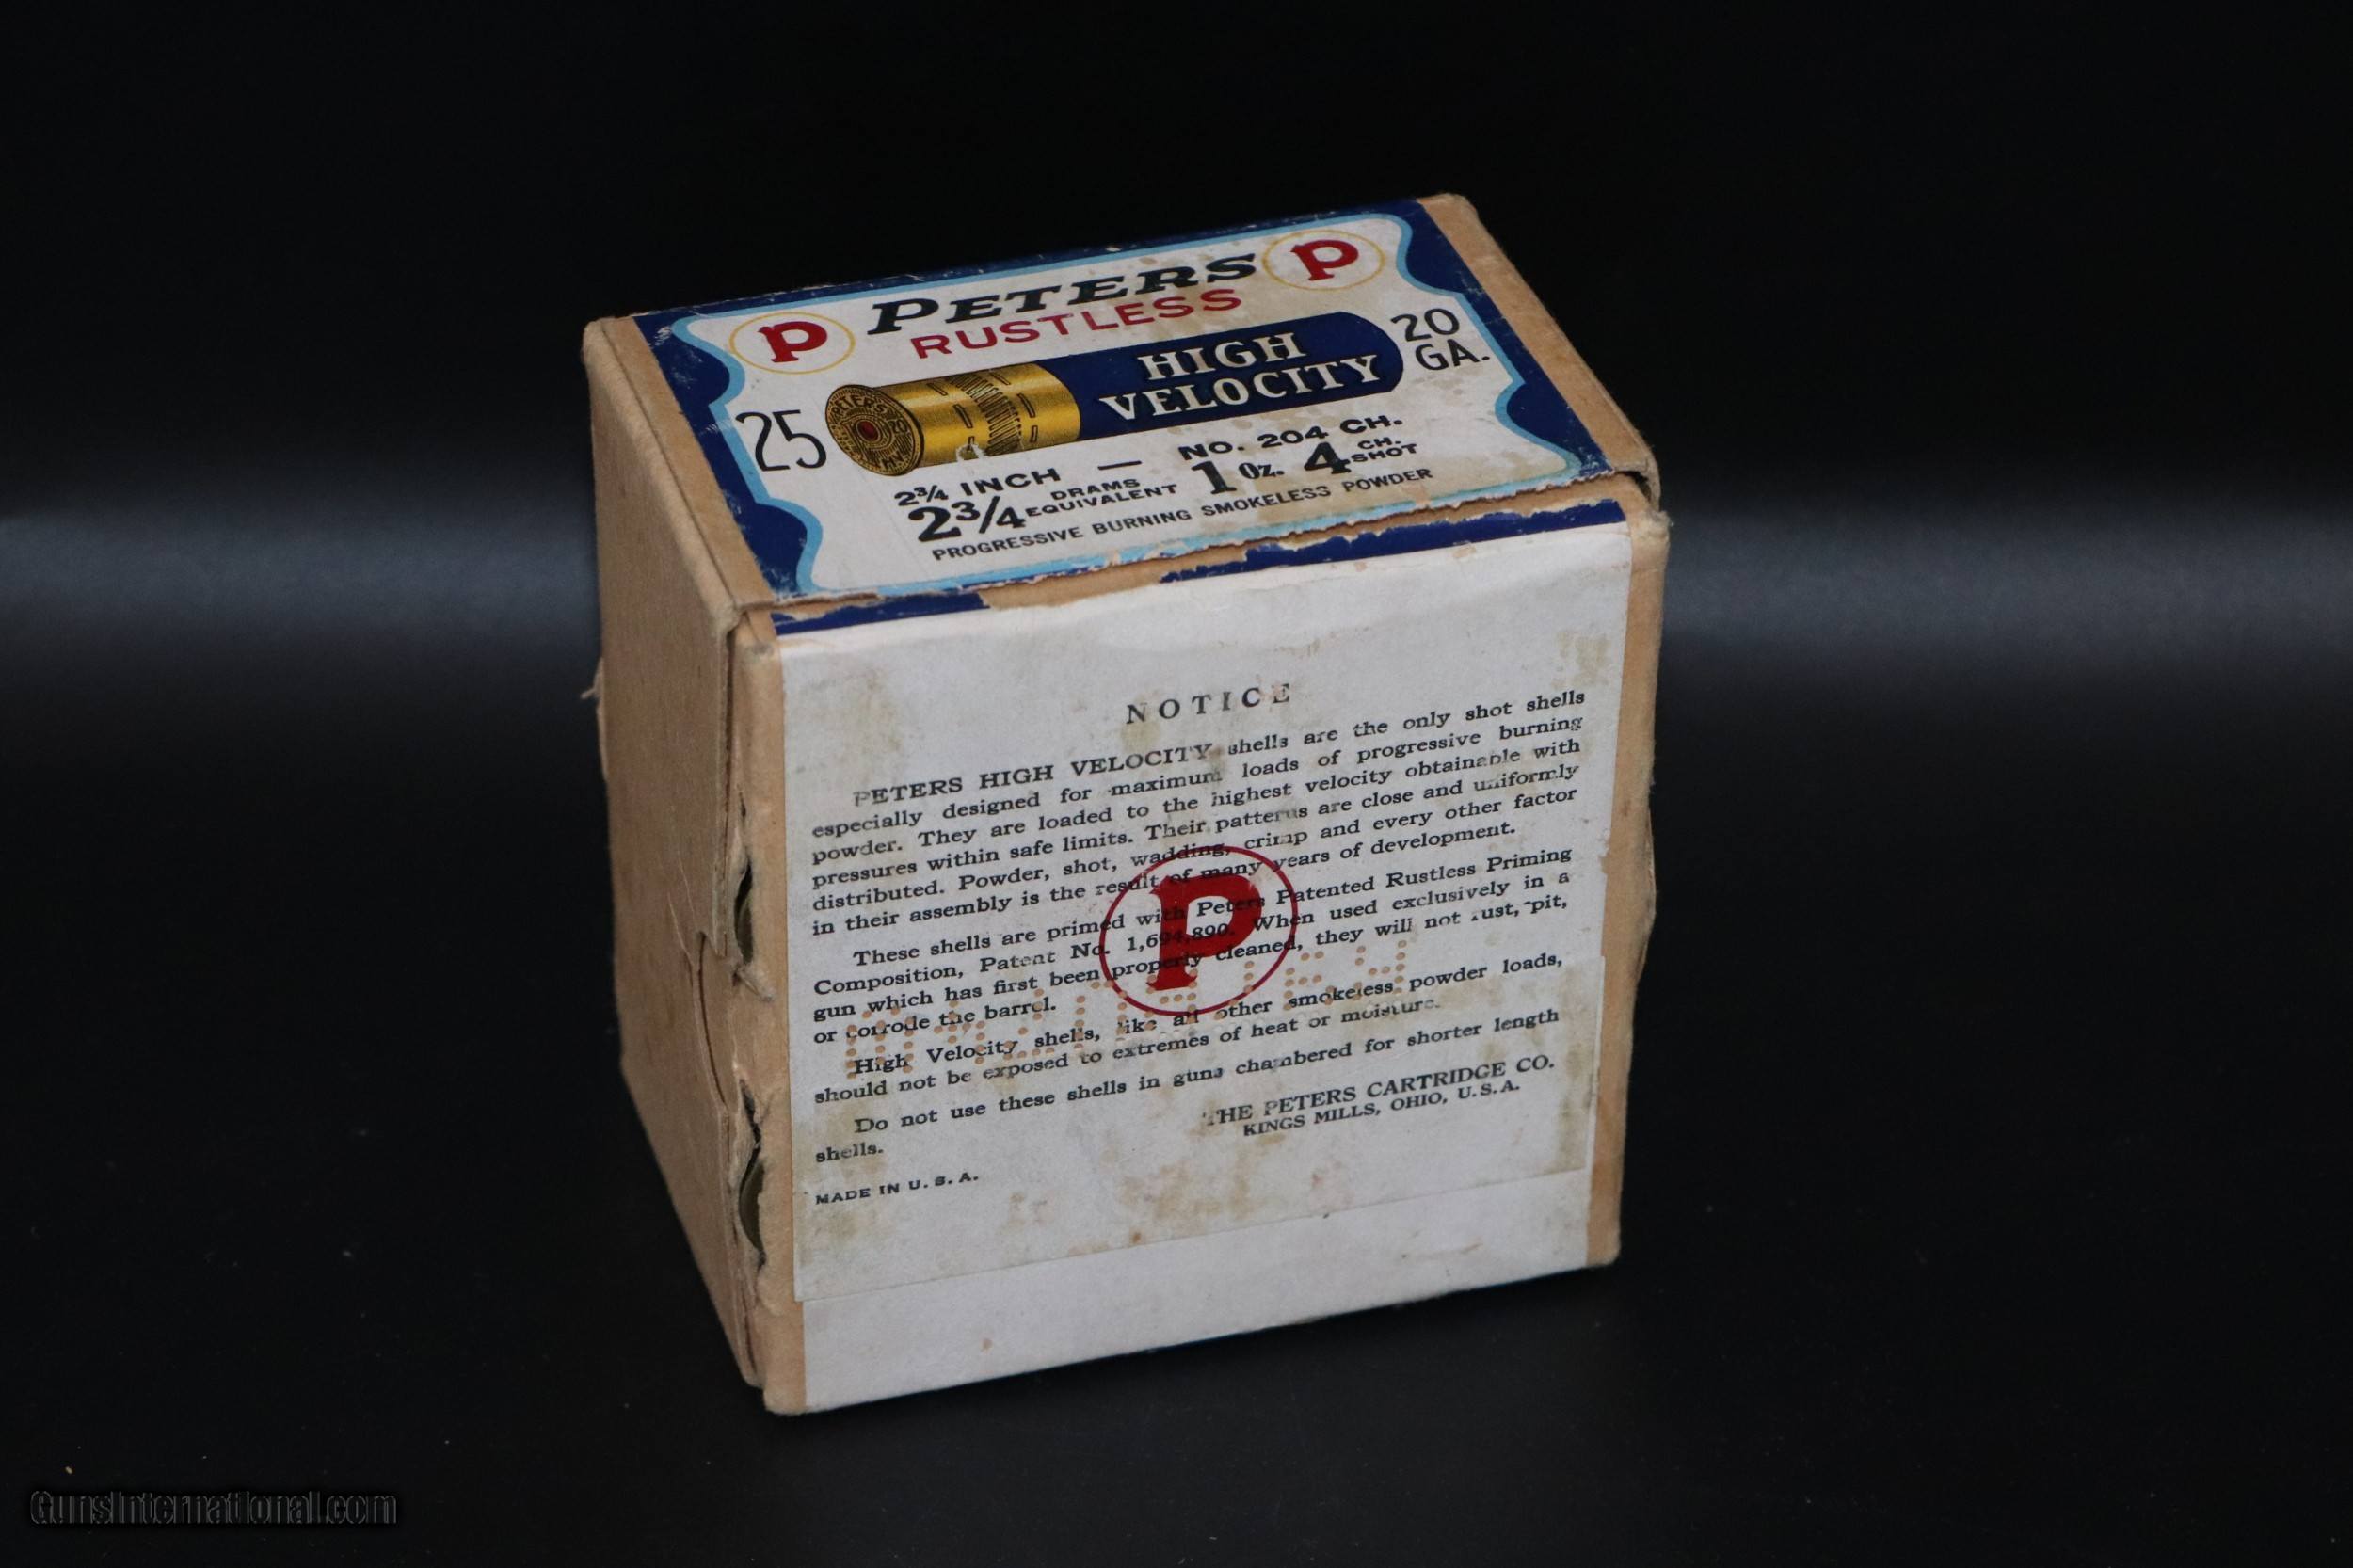 P PETERS P
RUSTLESS
25
PETERS
20
HIGH
VELOCITY
20
GA.
2¾ INCH — NO. 204 CH.
2¾ DRAMS EQUIVALENT 1 Oz. 4 CH. SHOT
PROGRESSIVE BURNING SMOKELESS POWDER
NOTICE
PETERS HIGH VELOCITY shells are the only shot shells
especially designed for maximum loads of progressive burning
powder. They are loaded to the highest velocity obtainable with
pressures within safe limits. Their patterns are close and uniformly
distributed. Powder, shot, wadding, crimp and every other factor
in their assembly is the result of many years of development.
These shells are primed with Peters Patented Rustless Priming
Composition, Patent No. 1,694,890. When used exclusively in a
gun which has first been properly cleaned, they will not rust, pit,
or corrode the barrel.
High Velocity shells, like all other smokeless powder loads,
should not be exposed to extremes of heat or moisture.
Do not use these shells in guns chambered for shorter length
shells.
P
THE PETERS CARTRIDGE CO.
KINGS MILLS, OHIO, U.S.A.
MADE IN U. S. A.
GunsInternational.com